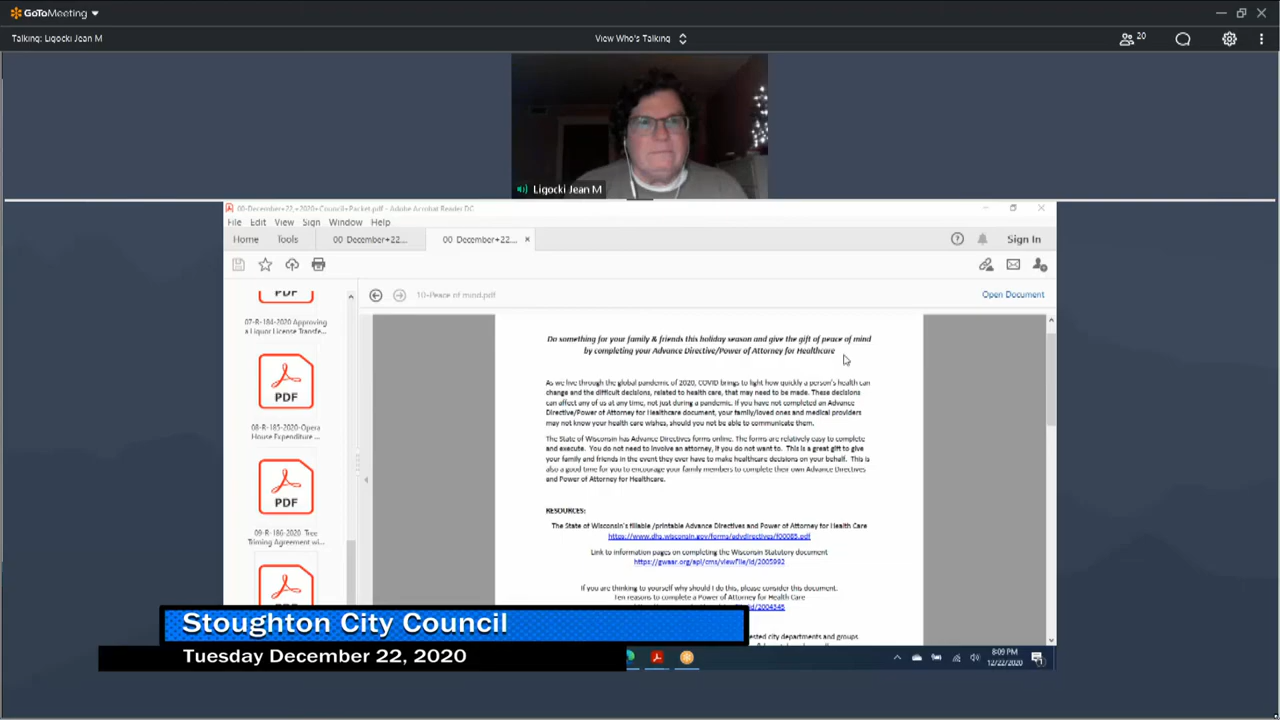 GoToMeeting
Talking: Ligocki Jean M
View Who's Talking
20
Ligocki Jean M
00-December+22,+2020+Council+Packet.pdf - Adobe Acrobat Reader DC
File Edit View Sign Window Help
Home Tools 00 December+22... 00 December+22... ×
Sign In
10-Peace of mind.pdf
Open Document
PDF
07-R-184-2020 Approving
a Liquor License Transfe...
PDF
08-R-185-2020-Opera
House Expenditure ...
PDF
09-R-186-2020 Tree
Triming Agreement wi...
Do something for your family & friends this holiday season and give the gift of peace of mind
by completing your Advance Directive/Power of Attorney for Healthcare
As we live through the global pandemic of 2020, COVID brings to light how quickly a person's health can
change and the difficult decisions, related to health care, that may need to be made. These decisions
can affect any of us at any time, not just during a pandemic. If you have not completed an Advance
Directive/Power of Attorney for Healthcare document, your family/loved ones and medical providers
may not know your health care wishes, should you not be able to communicate them.
The State of Wisconsin has Advance Directives forms online. The forms are relatively easy to complete
and execute. You do not need to involve an attorney, if you do not want to. This is a great gift to give
your family and friends in the event they ever have to make healthcare decisions on your behalf. This is
also a good time for you to encourage your family members to complete their own Advance Directives
and Power of Attorney for Healthcare.
RESOURCES:
The State of Wisconsin's fillable /printable Advance Directives and Power of Attorney for Health Care
https://www.dhs.wisconsin.gov/forms/advdirectives/f00085.pdf
Link to information pages on completing the Wisconsin Statutory document
https://gwaar.org/api/cms/viewFile/id/2005992
If you are thinking to yourself why should I do this, please consider this document.
Ten reasons to complete a Power of Attorney for Health Care
/id/2004345
city departments and groups.
Stoughton City Council
Tuesday December 22, 2020
8:09 PM
12/22/2020